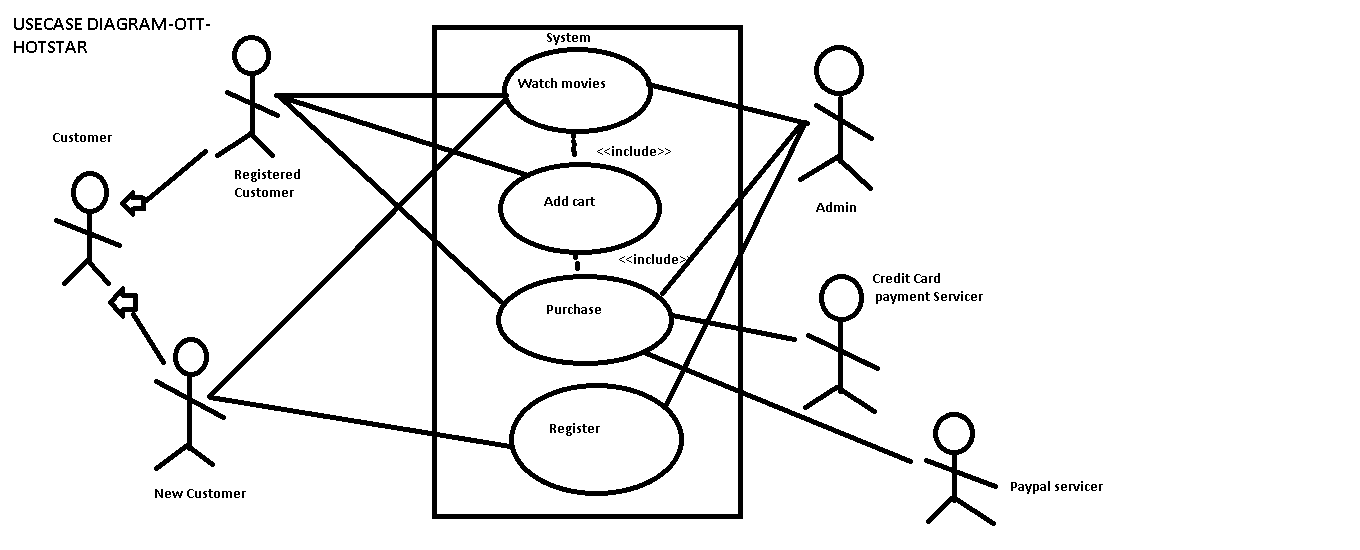 USECASE DIAGRAM-OTT-
HOTSTAR
System
Watch movies
Customer
<<include>>
Registered
Customer
Add cart
Admin
<<include>>
Credit Card
payment Servicer
Purchase
Register
New Customer
Paypal servicer